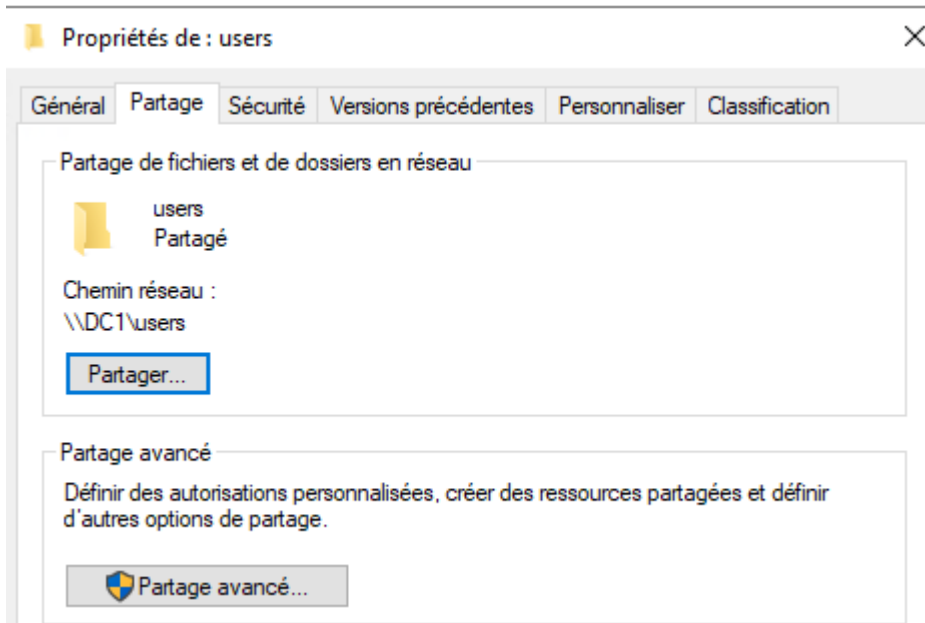 Propriétés de : users
Général Partage Sécurité Versions précédentes Personnaliser Classification
Partage de fichiers et de dossiers en réseau
users
Partagé
Chemin réseau :
\\DC1\users
Partager...
Partage avancé
Définir des autorisations personnalisées, créer des ressources partagées et définir
d'autres options de partage.
Partage avancé...